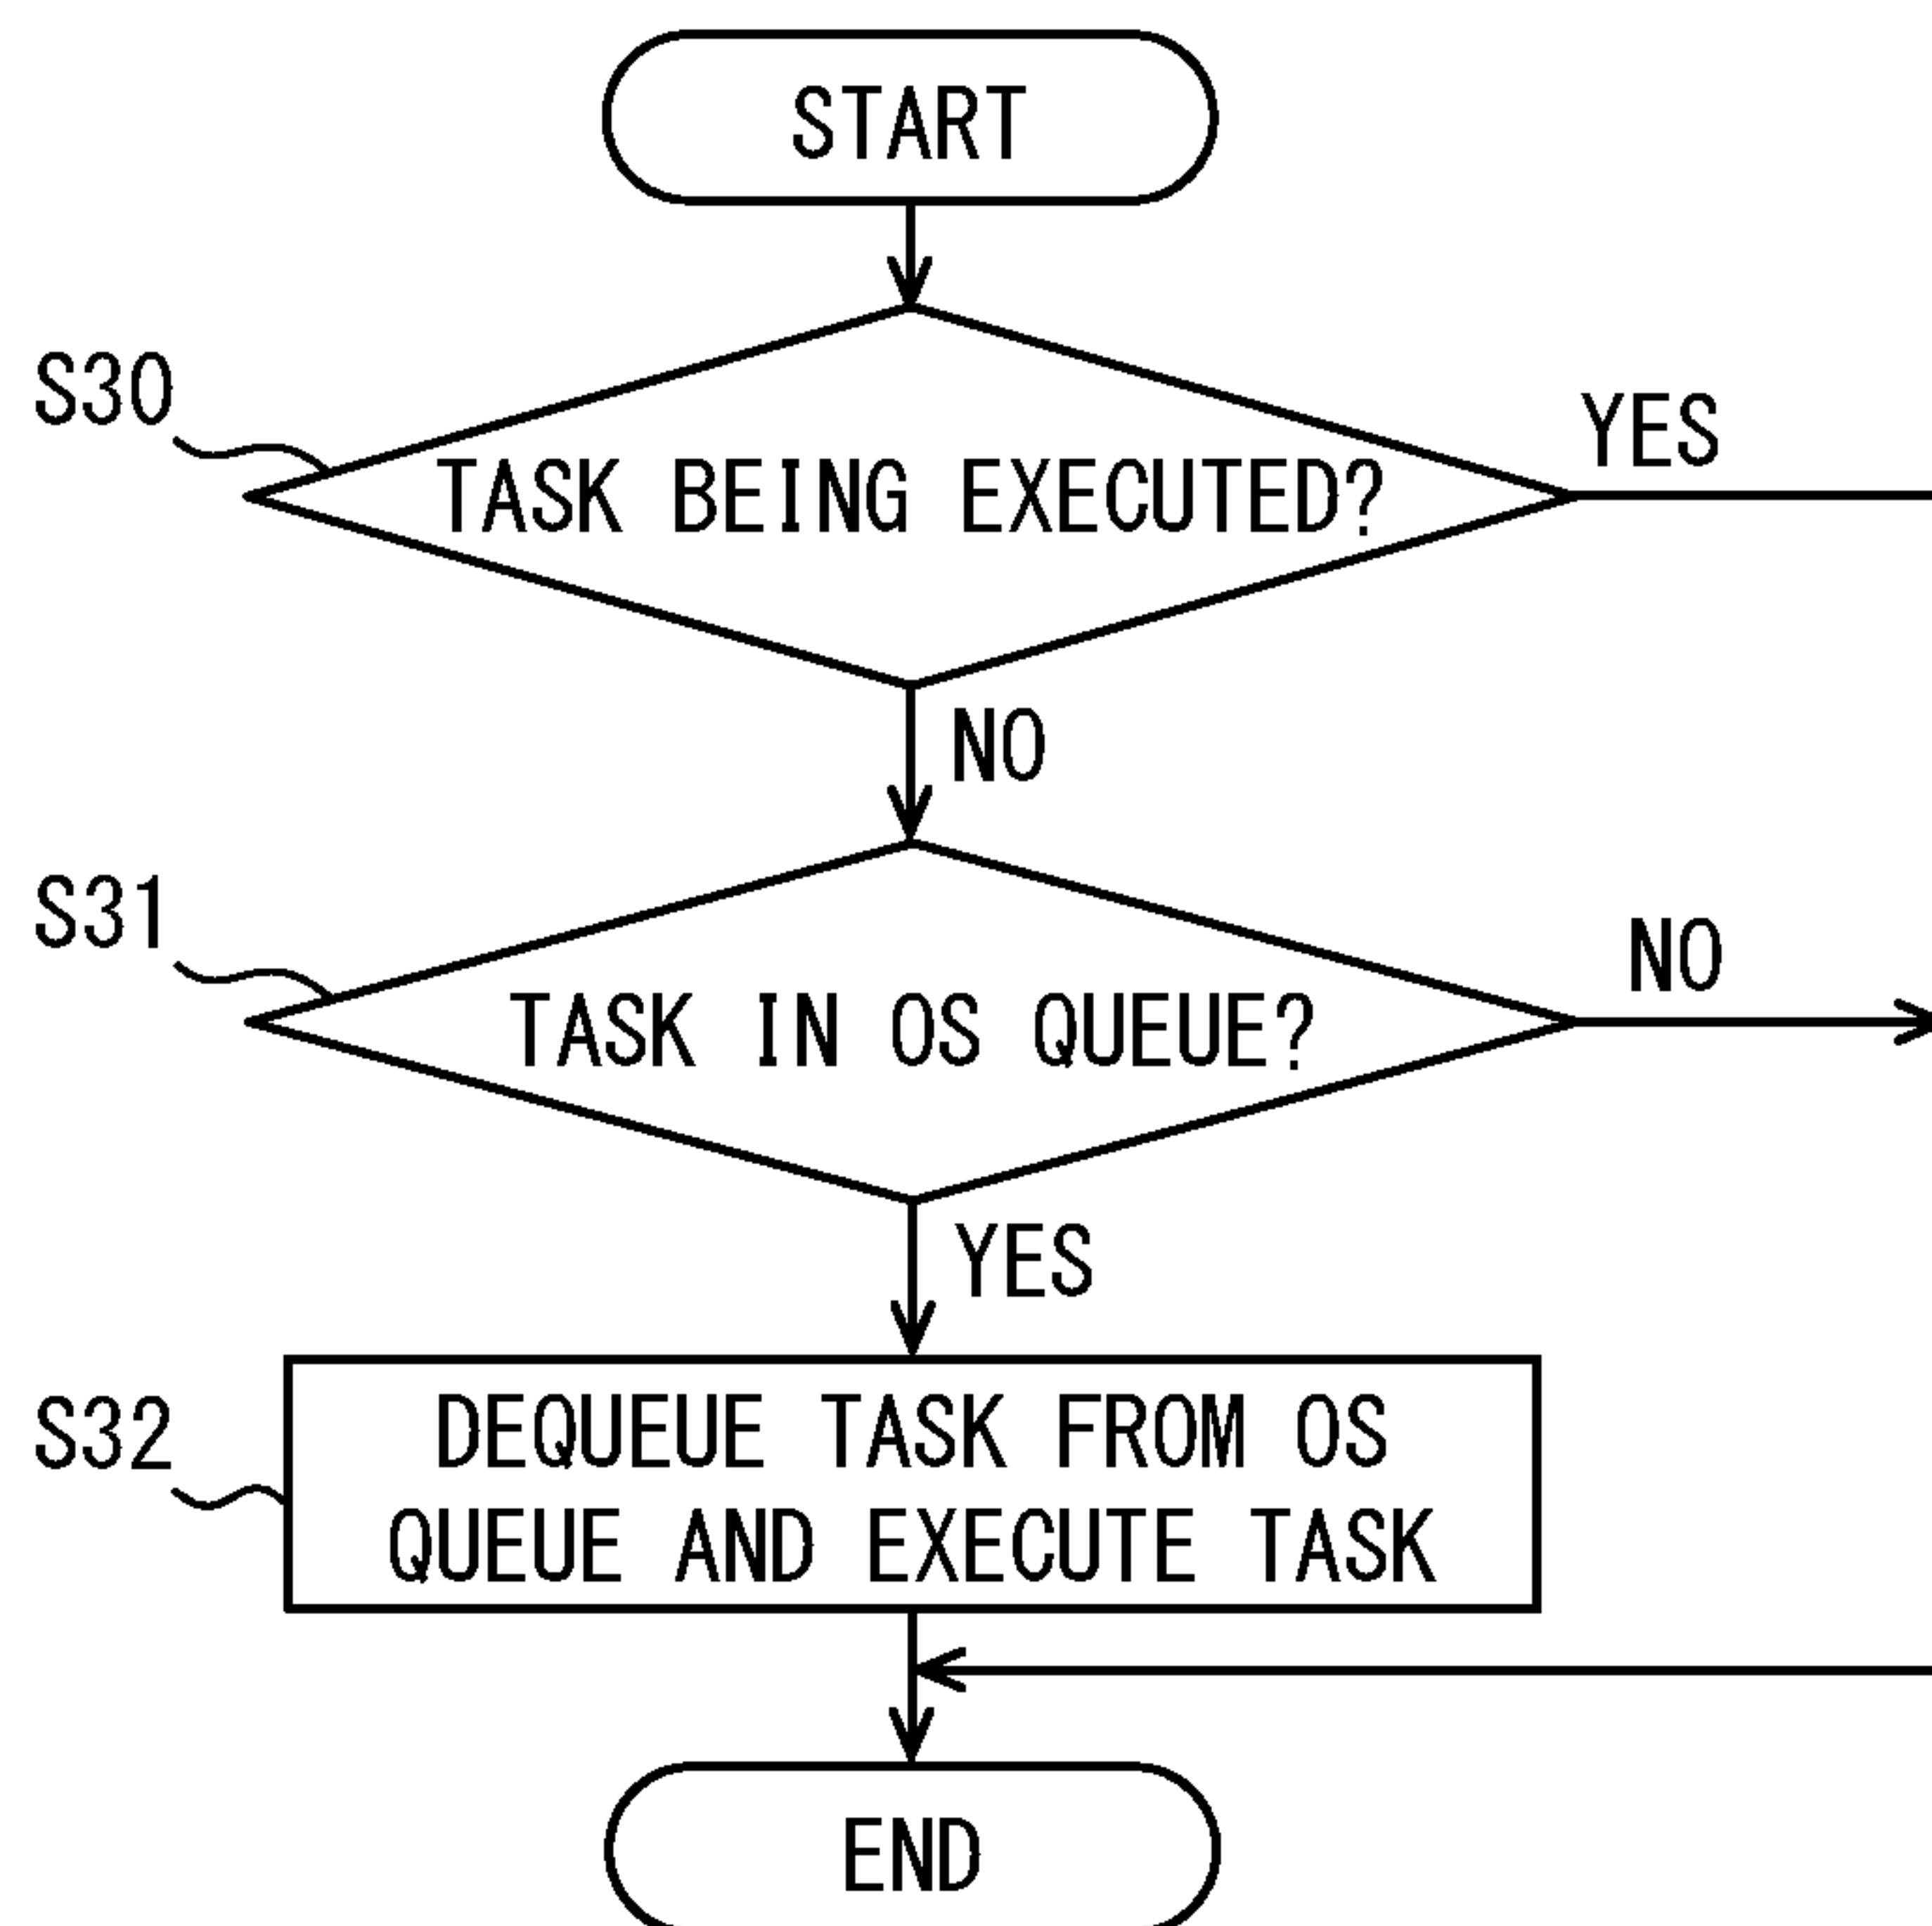 START
S30
TASK BEING EXECUTED?
YES
NO
S31
TASK IN OS QUEUE?
NO
YES
S32
DEQUEUE TASK FROM OS
QUEUE AND EXECUTE TASK
END